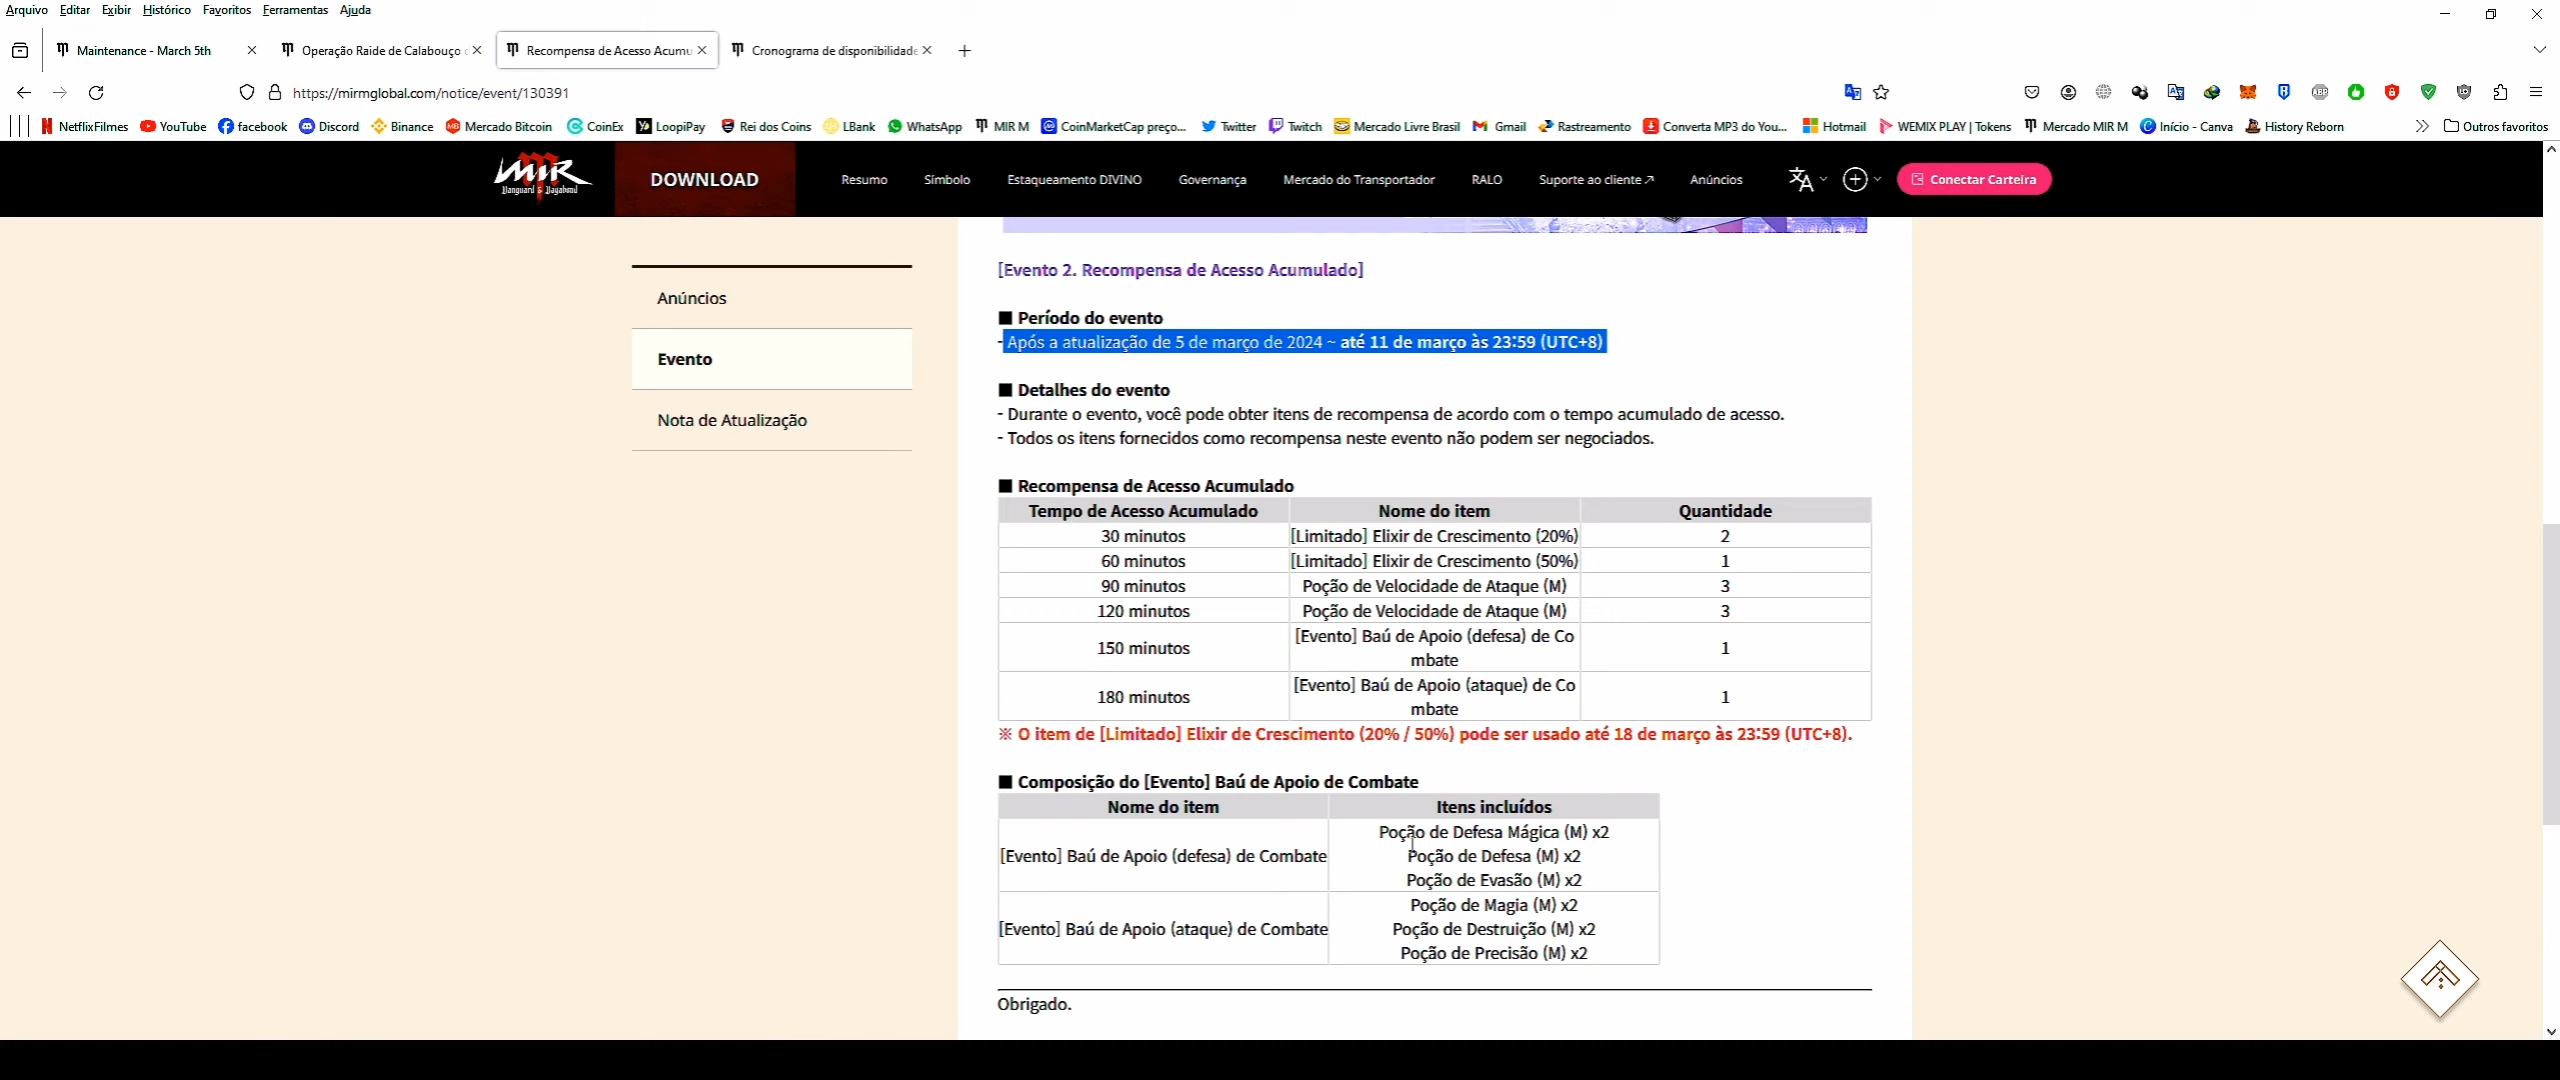 Arquivo Editar Exibir Histórico Favoritos Ferramentas Ajuda
Maintenance - March 5th
Operação Raide de Calabouço
Recompensa de Acesso Acumu
Cronograma de disponibilidade
https://mirmglobal.com/notice/event/130391
NetflixFilmes YouTube facebook Discord Binance Mercado Bitcoin CoinEx LoopiPay Rei dos Coins LBank WhatsApp MIR M CoinMarketCap preço... Twitter Twitch Mercado Livre Brasil Gmail Rastreamento Converta MP3 do You... Hotmail WEMIX PLAY | Tokens Mercado MIR M Início - Canva History Reborn Outros favoritos
MIR
Vanguard & Vagabond
DOWNLOAD
Resumo Símbolo Estaqueamento DIVINO Governança Mercado do Transportador RALO Suporte ao cliente Anúncios Conectar Carteira
Anúncios
Evento
Nota de Atualização
[Evento 2. Recompensa de Acesso Acumulado]
■ Período do evento
- Após a atualização de 5 de março de 2024 ~ até 11 de março às 23:59 (UTC+8)
■ Detalhes do evento
- Durante o evento, você pode obter itens de recompensa de acordo com o tempo acumulado de acesso.
- Todos os itens fornecidos como recompensa neste evento não podem ser negociados.
■ Recompensa de Acesso Acumulado
Tempo de Acesso Acumulado Nome do item Quantidade
30 minutos [Limitado] Elixir de Crescimento (20%) 2
60 minutos [Limitado] Elixir de Crescimento (50%) 1
90 minutos Poção de Velocidade de Ataque (M) 3
120 minutos Poção de Velocidade de Ataque (M) 3
150 minutos [Evento] Baú de Apoio (defesa) de Co
mbate 1
180 minutos [Evento] Baú de Apoio (ataque) de Co
mbate 1
※ O item de [Limitado] Elixir de Crescimento (20% / 50%) pode ser usado até 18 de março às 23:59 (UTC+8).
■ Composição do [Evento] Baú de Apoio de Combate
Nome do item Itens incluídos
[Evento] Baú de Apoio (defesa) de Combate
Poção de Defesa Mágica (M) x2
Poção de Defesa (M) x2
Poção de Evasão (M) x2
[Evento] Baú de Apoio (ataque) de Combate
Poção de Magia (M) x2
Poção de Destruição (M) x2
Poção de Precisão (M) x2
Obrigado.